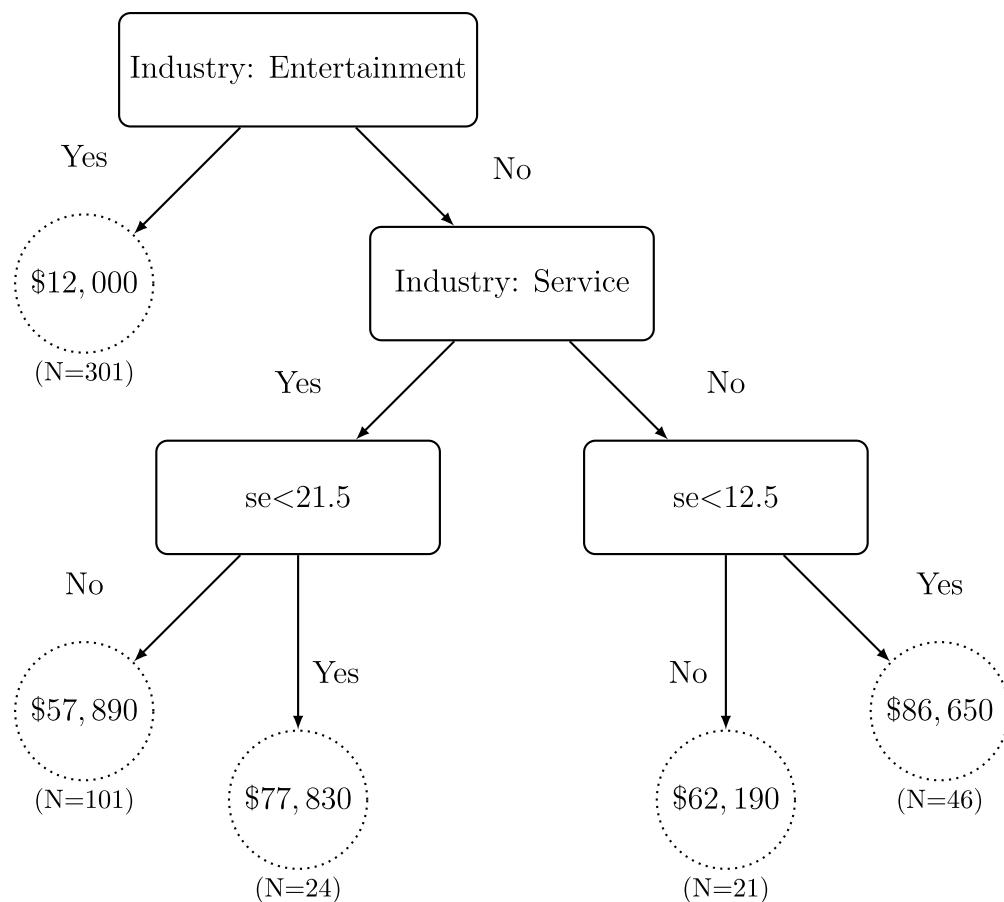 Industry: Entertainment
Yes
No
$12,000
Industry: Service
(N=301)
Yes
No
se<21.5
se<12.5
No
Yes
Yes
No
$57,890
$86,650
(N=101)
$77,830
$62,190
(N=46)
(N=24)
(N=21)